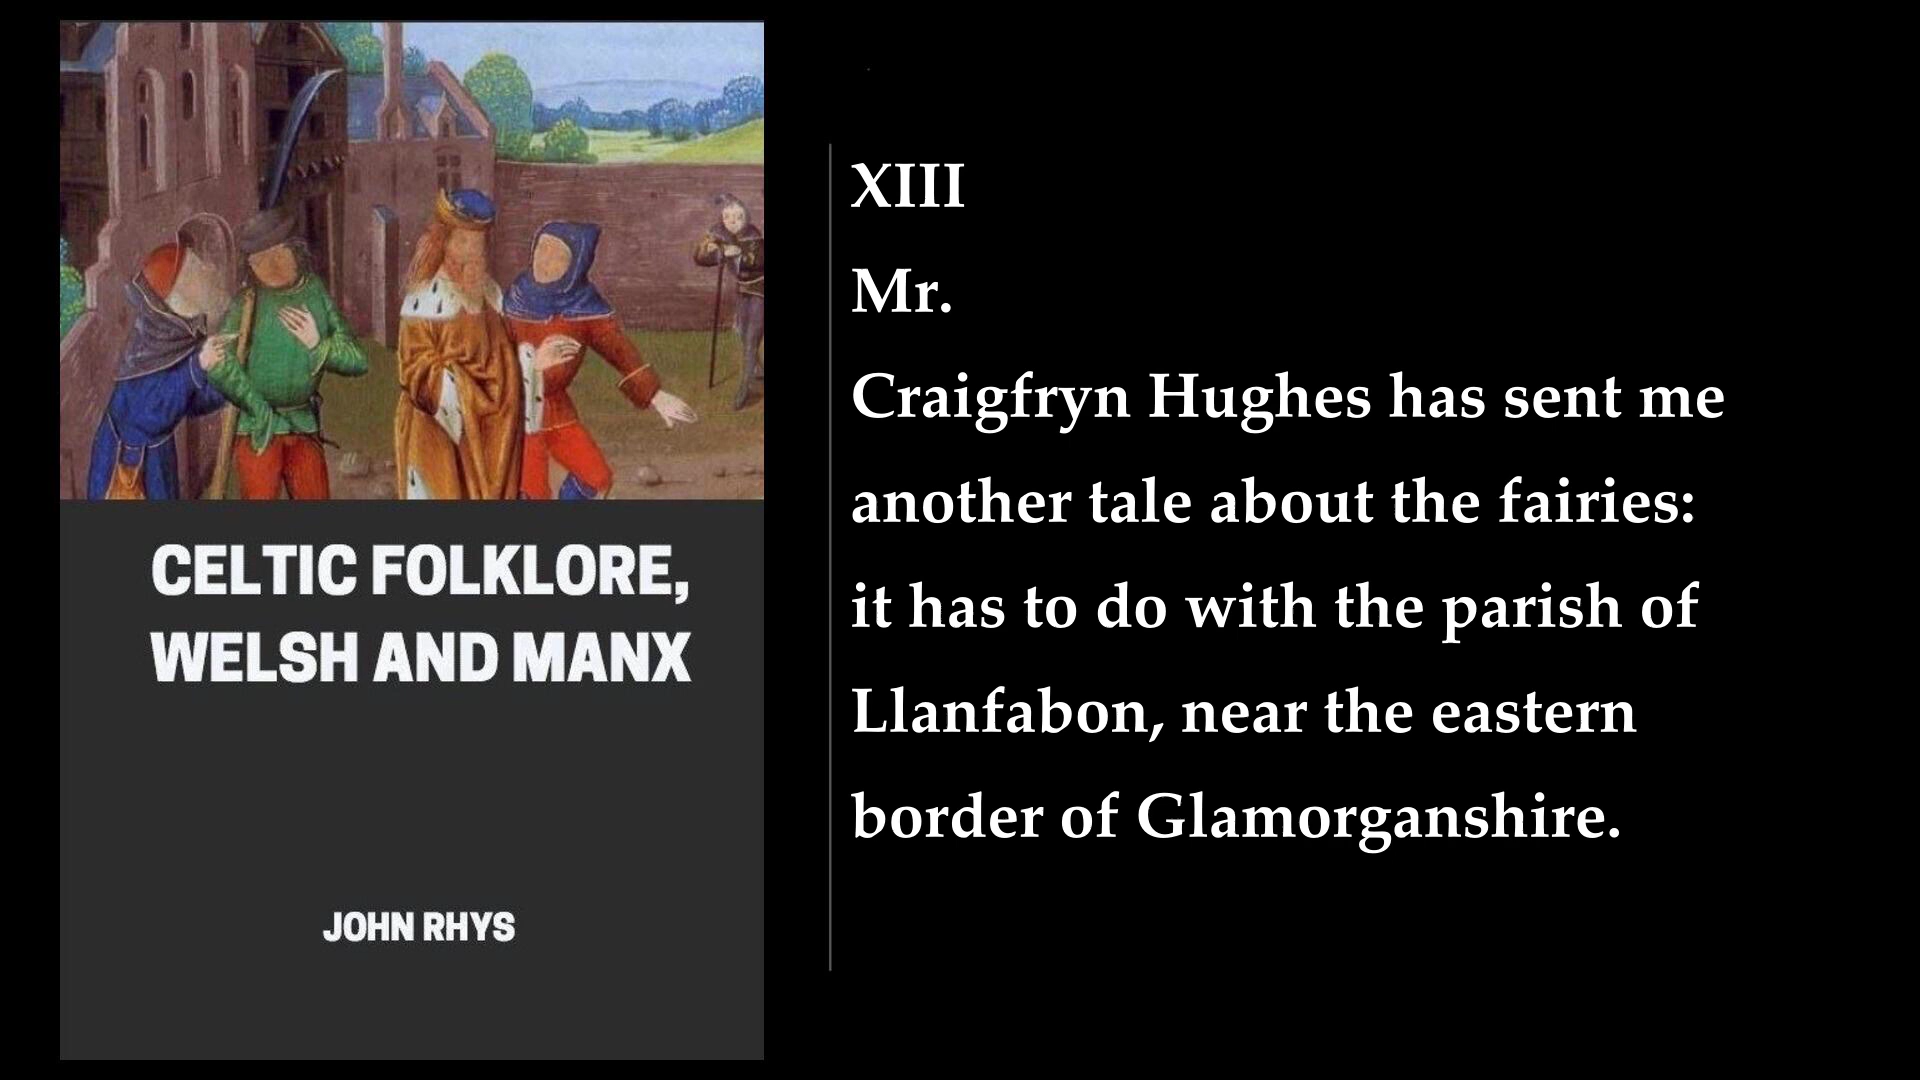 CELTIC FOLKLORE,
WELSH AND MANX
JOHN RHYS
XIII
Mr.
Craigfryn Hughes has sent me
another tale about the fairies:
it has to do with the parish of
Llanfabon, near the eastern
border of Glamorganshire.